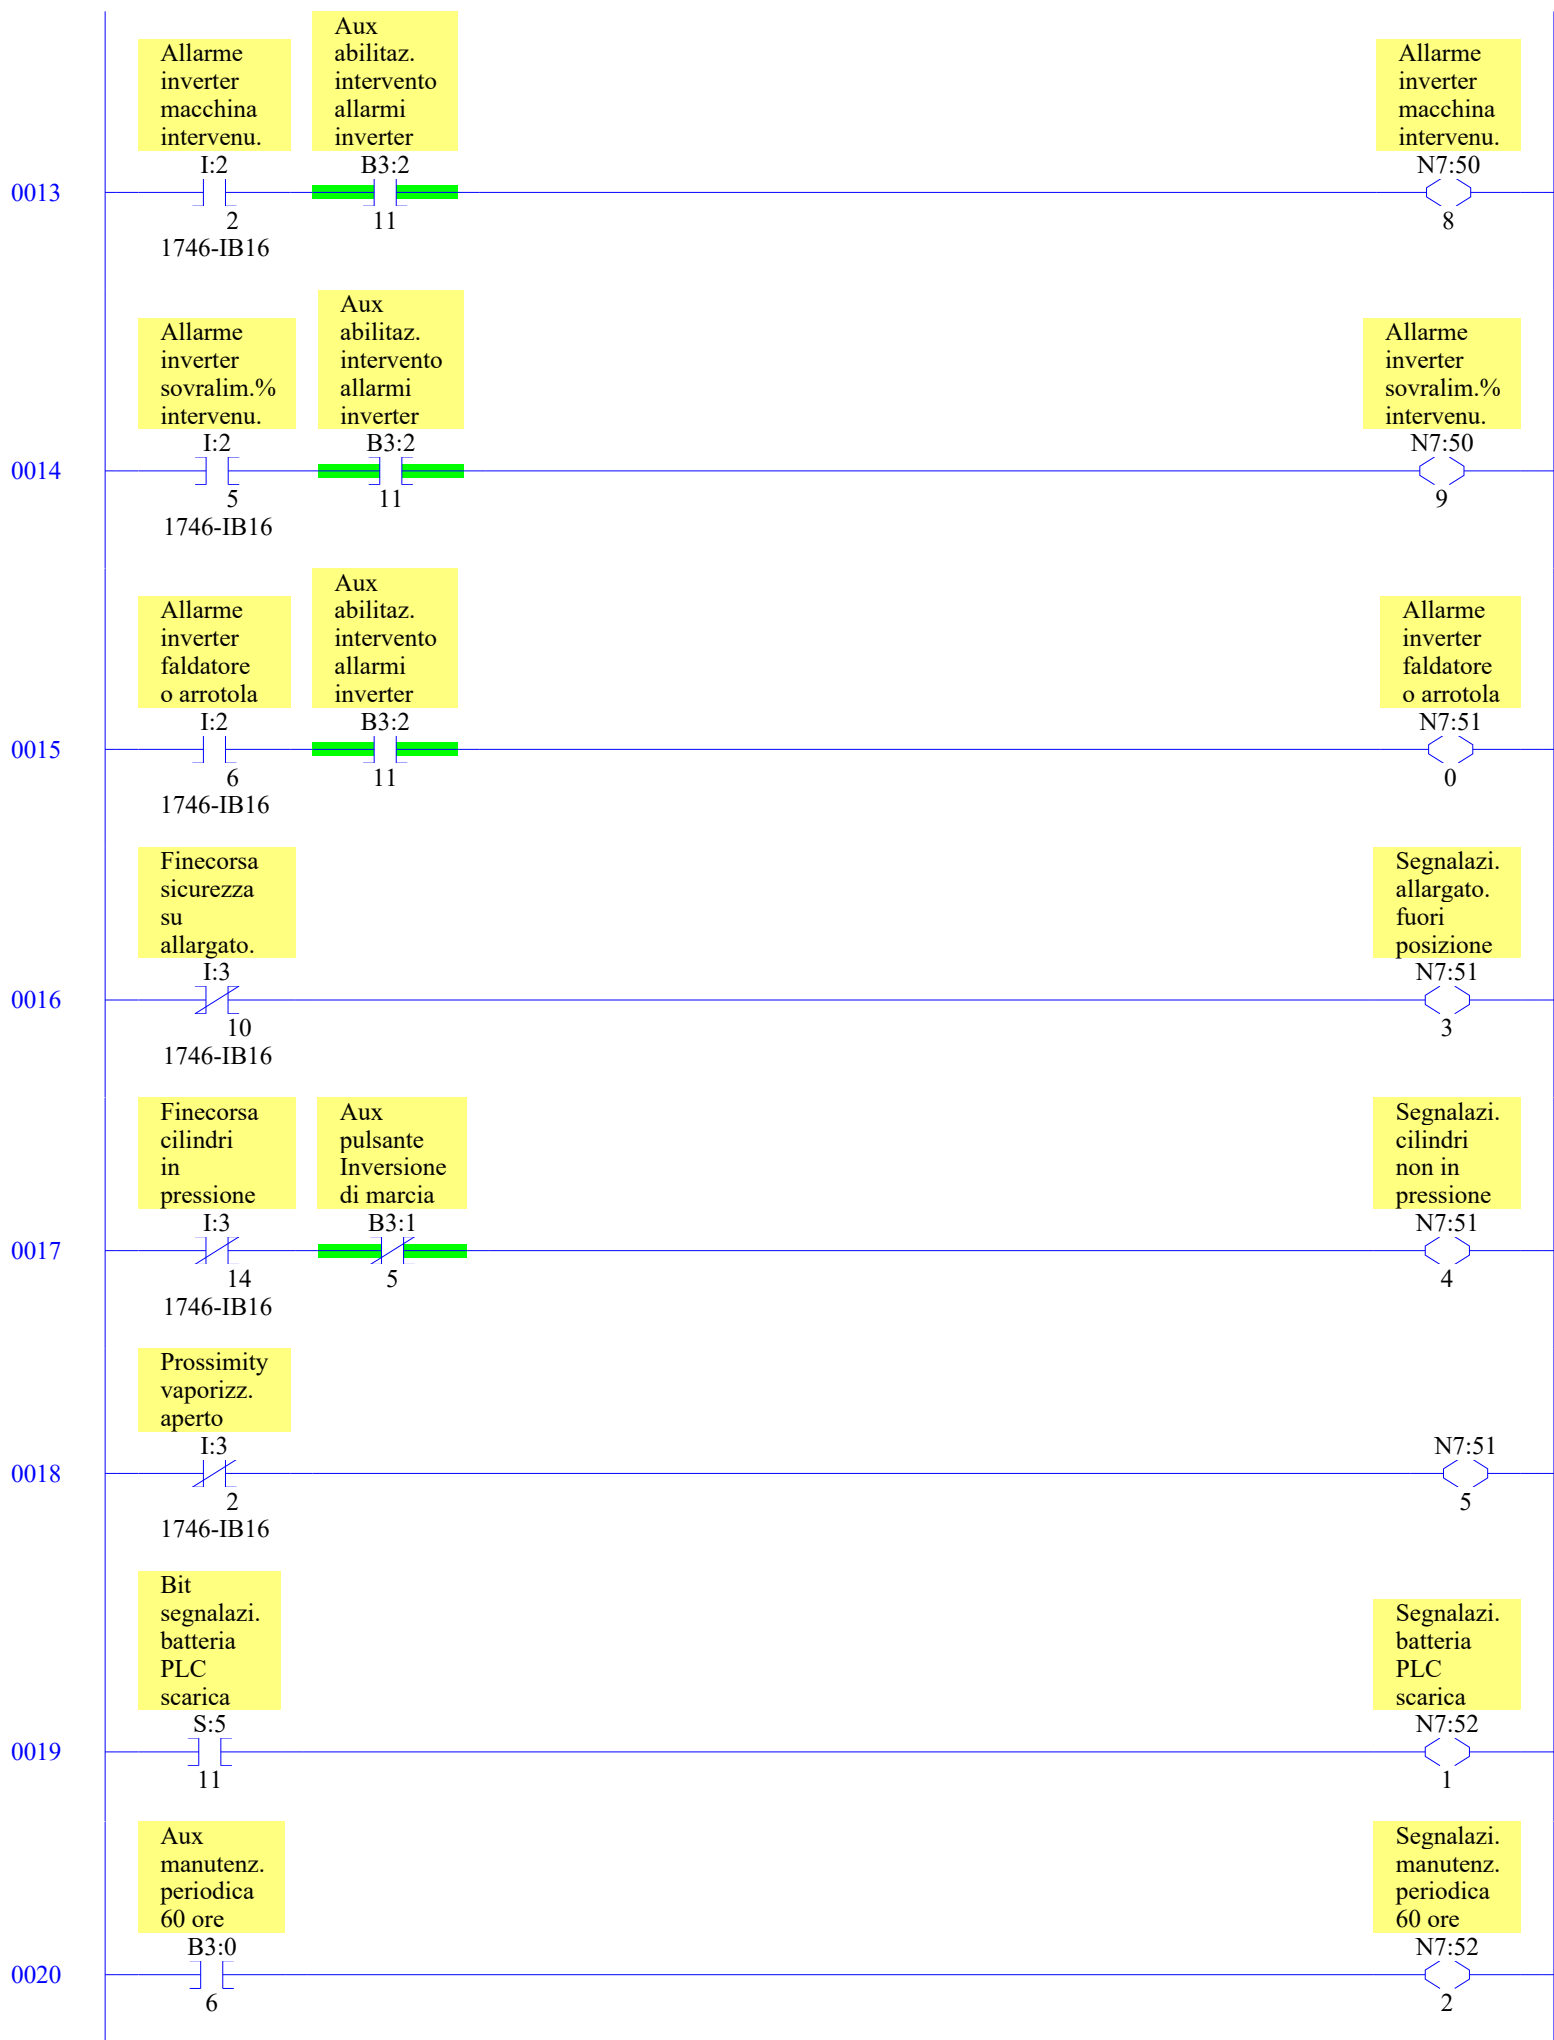 Allarme
inverter
macchina
intervenu.
I:2
2
1746-IB16
Aux
abilitaz.
intervento
allarmi
inverter
B3:2
11
Allarme
inverter
macchina
intervenu.
N7:50
8
0013
Allarme
inverter
sovralim.%
intervenu.
I:2
5
1746-IB16
Aux
abilitaz.
intervento
allarmi
inverter
B3:2
11
Allarme
inverter
sovralim.%
intervenu.
N7:50
9
0014
Allarme
inverter
faldatore
o arrotola
I:2
6
1746-IB16
Aux
abilitaz.
intervento
allarmi
inverter
B3:2
11
Allarme
inverter
faldatore
o arrotola
N7:51
0
0015
Finecorsa
sicurezza
su
allargato.
I:3
10
1746-IB16
Segnalazi.
allargato.
fuori
posizione
N7:51
3
0016
Finecorsa
cilindri
in
pressione
I:3
14
1746-IB16
Aux
pulsante
Inversione
di marcia
B3:1
5
Segnalazi.
cilindri
non in
pressione
N7:51
4
0017
Prossimity
vaporizz.
aperto
I:3
2
1746-IB16
N7:51
5
0018
Bit
segnalazi.
batteria
PLC
scarica
S:5
11
Segnalazi.
batteria
PLC
scarica
N7:52
1
0019
Aux
manutenz.
periodica
60 ore
B3:0
6
Segnalazi.
manutenz.
periodica
60 ore
N7:52
2
0020